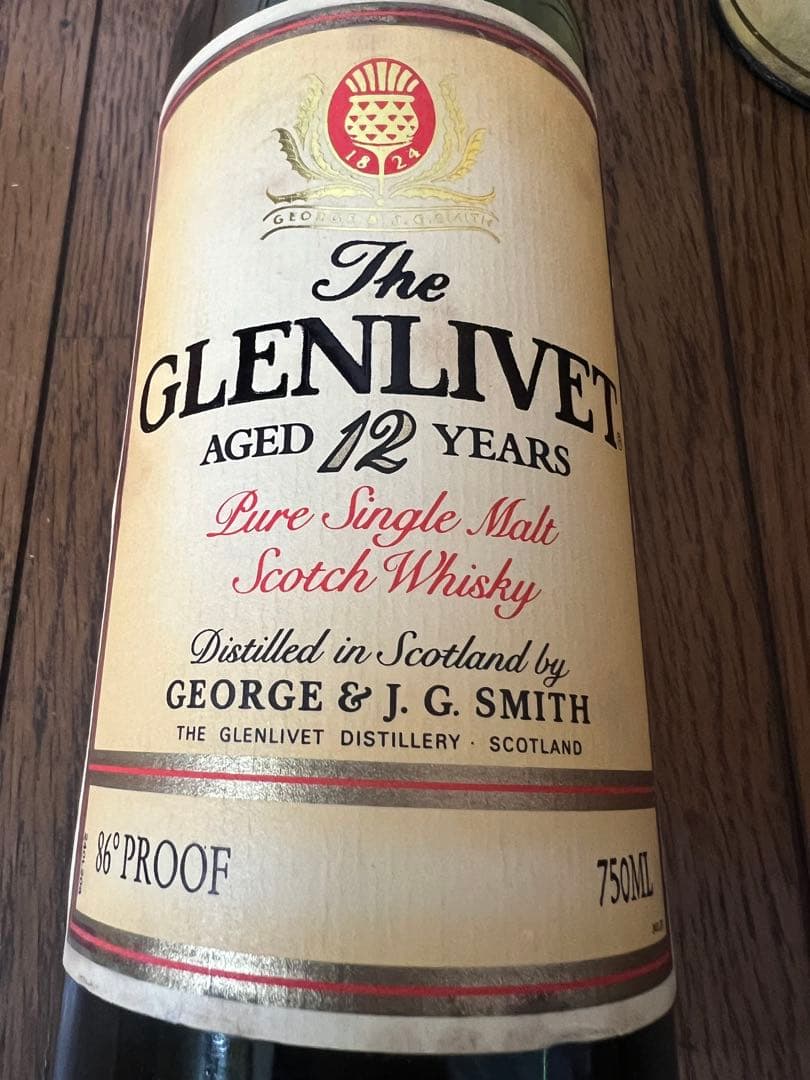 1824
GEORGE & J.G.SMITH
The
GLENLIVET
®
AGED 12 YEARS
Pure Single Malt
Scotch Whisky
Distilled in Scotland by
GEORGE & J. G. SMITH
THE GLENLIVET DISTILLERY · SCOTLAND
86° PROOF
750ML